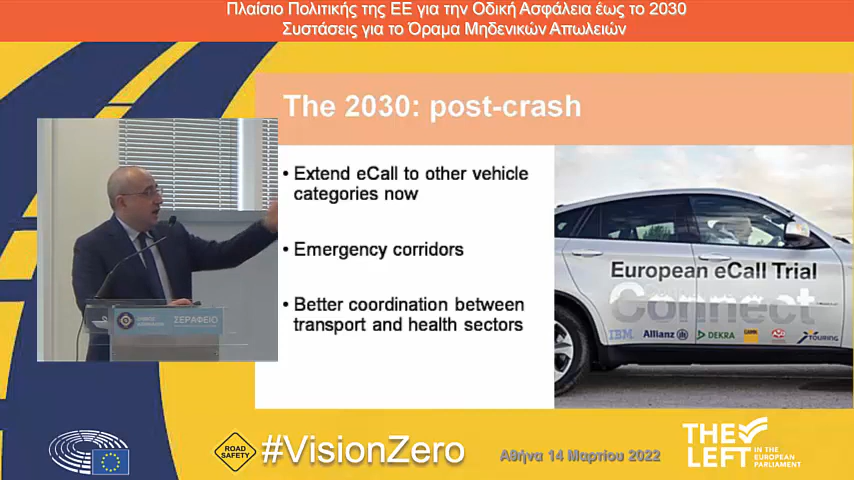 Πλαίσιο Πολιτικής της ΕΕ για την Οδική Ασφάλεια έως το 2030
Συστάσεις για το Όραμα Μηδενικών Απωλειών
The 2030: post-crash
• Extend eCall to other vehicle
categories now
• Emergency corridors
• Better coordination between
transport and health sectors
European eCall Trial
Connect
IBM Allianz DEKRA TOURING
ΣΕΡΑΦΕΙΟ
ROAD
SAFETY
#VisionZero
Αθήνα 14 Μαρτίου 2022
THE
LEFT
IN THE
EUROPEAN
PARLIAMENT